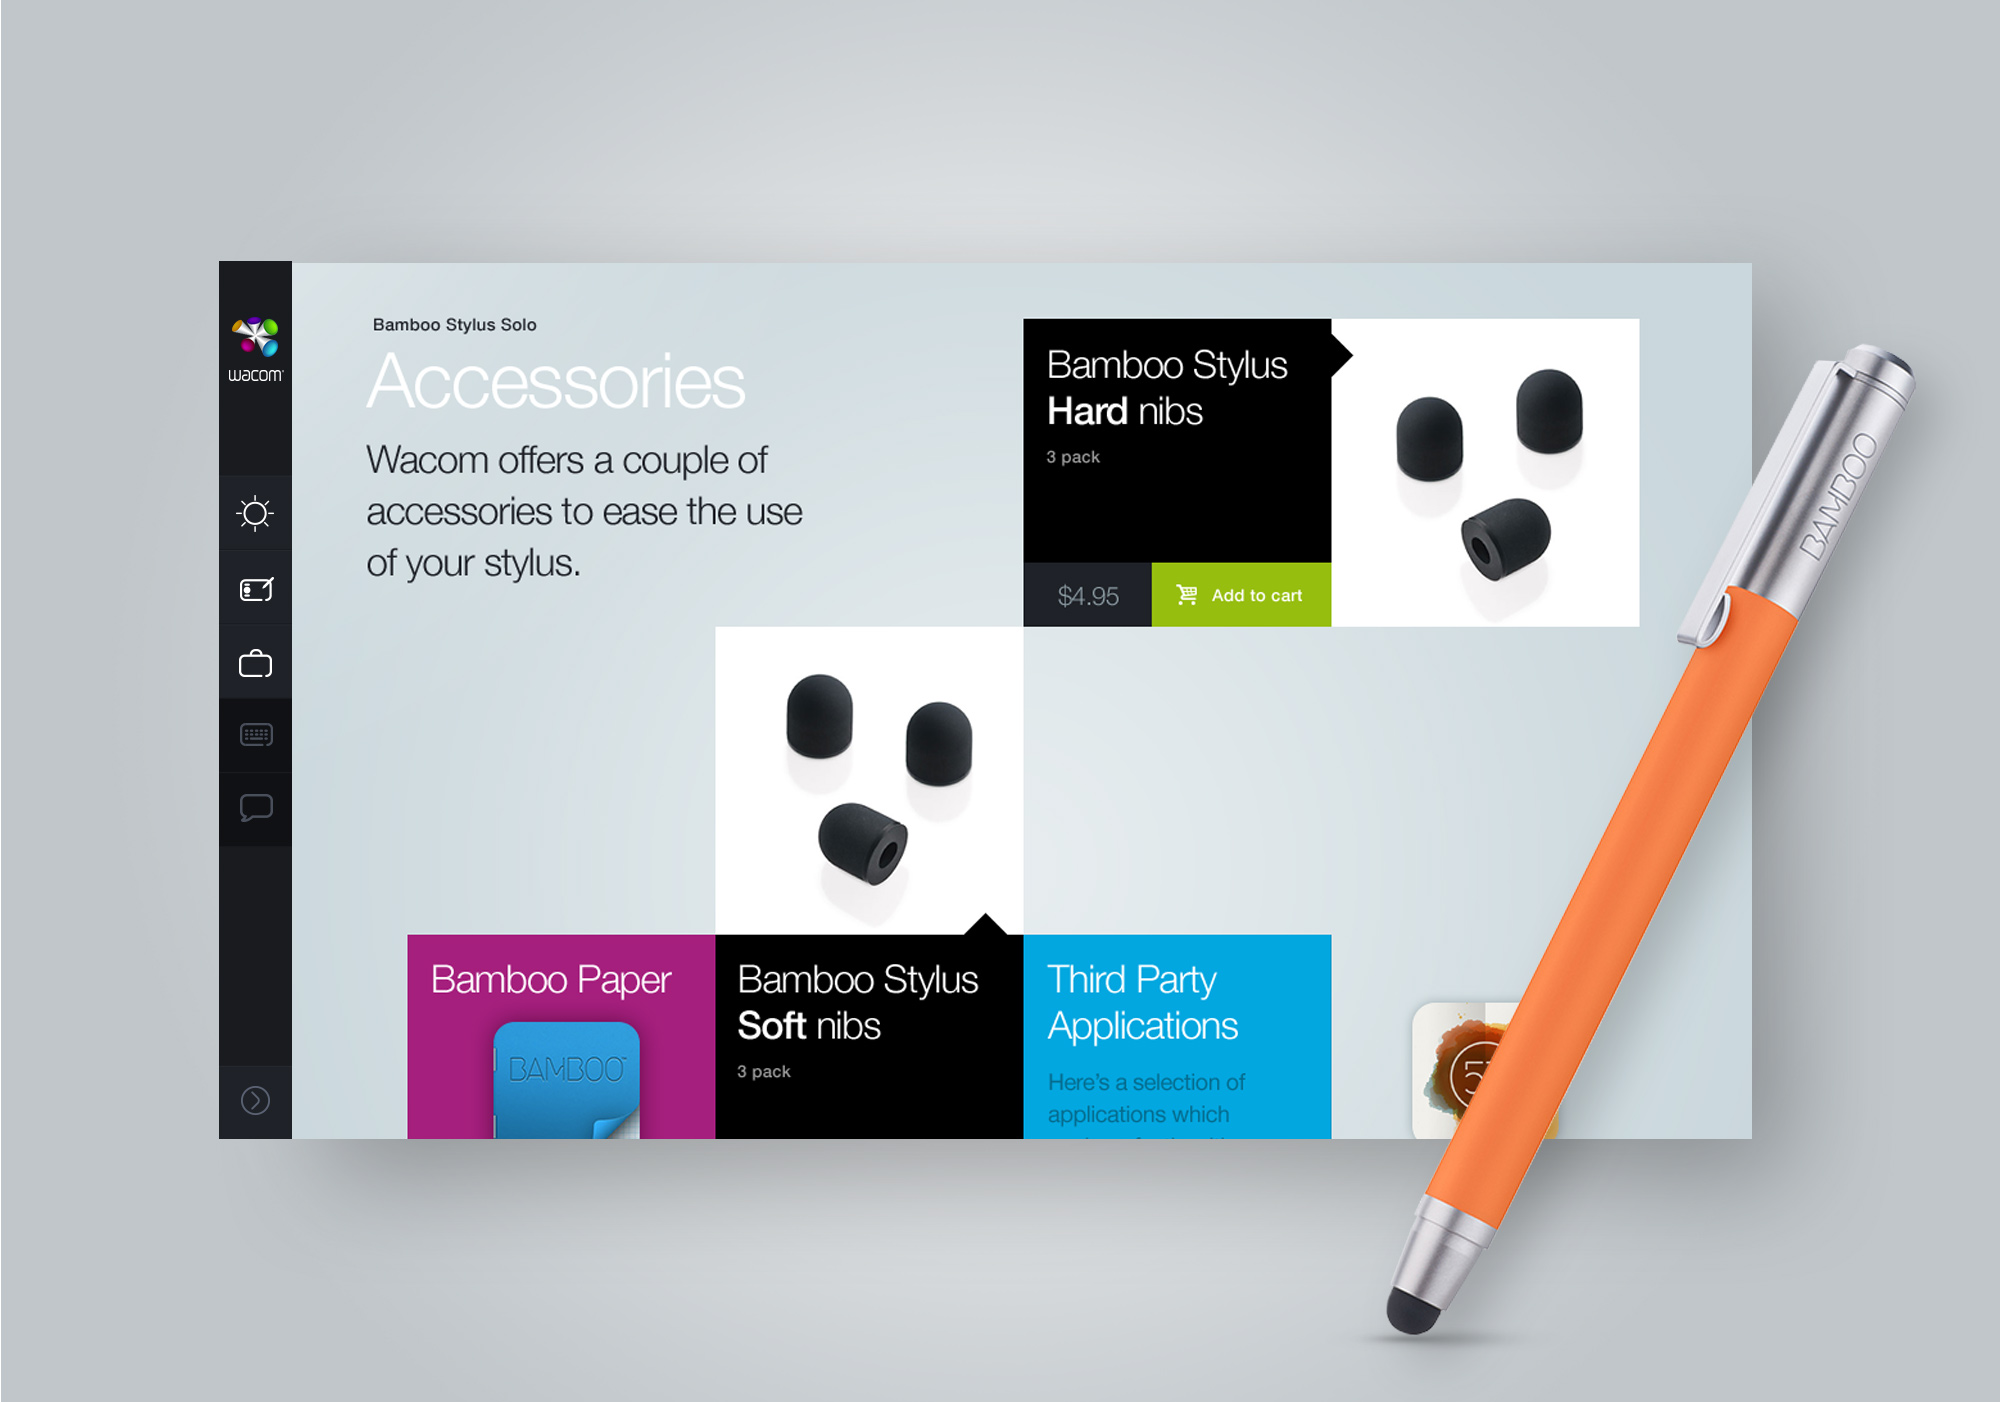 wacom
Bamboo Stylus Solo
Accessories
Wacom offers a couple of
accessories to ease the use
of your stylus.
Bamboo Stylus
Hard nibs
3 pack
$4.95
Add to cart
BAMBOO
Bamboo Paper
BAMBOO™
Bamboo Stylus
Soft nibs
3 pack
Third Party
Applications
Here's a selection of
applications which